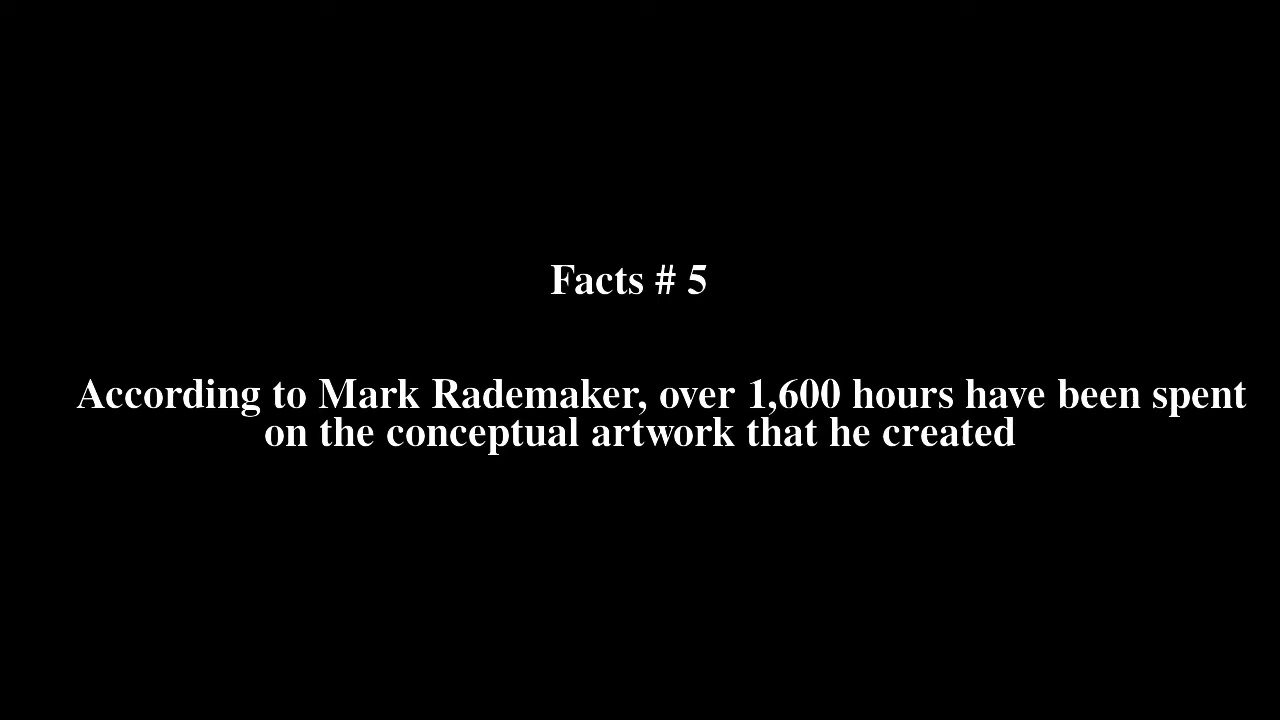 Facts # 5
According to Mark Rademaker, over 1,600 hours have been spent
on the conceptual artwork that he created